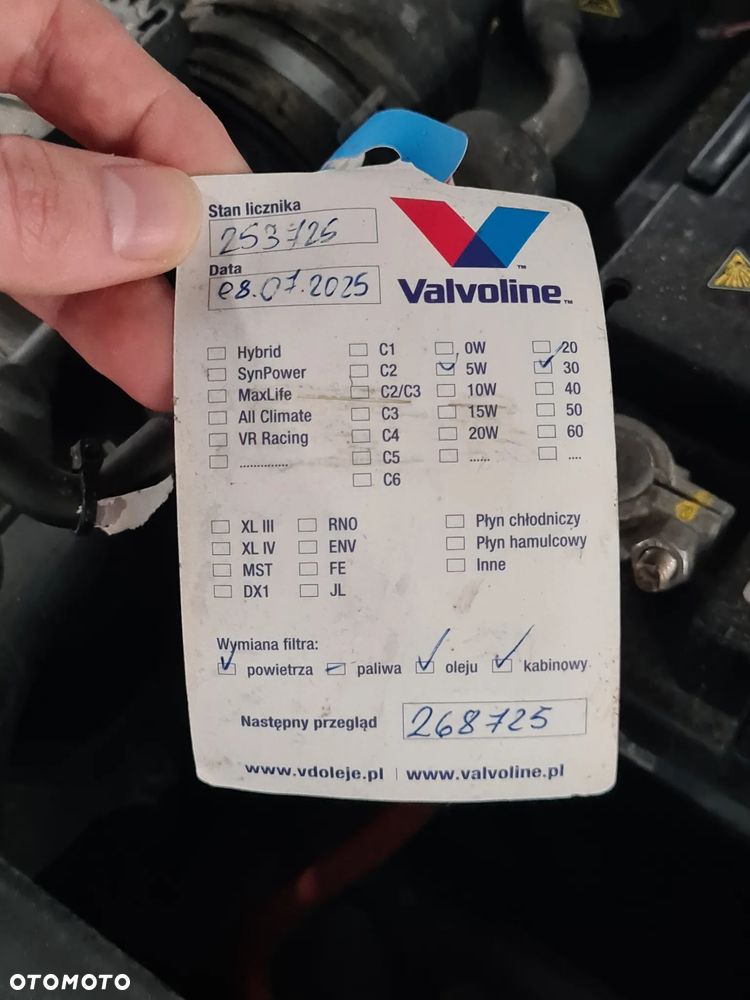 Stan licznika
253725
Data
08.07.2025
Valvoline™
Hybrid C1 0W 20
SynPower C2 5W 30
MaxLife C2/C3 10W 40
All Climate C3 15W 50
VR Racing C4 20W 60
............... C5 ...... ....
C6
XL III RNO Płyn chłodniczy
XL IV ENV Płyn hamulcowy
MST FE Inne
DX1 JL
Wymiana filtra:
powietrza paliwa oleju kabinowy
Następny przegląd 268725
www.vdoleje.pl | www.valvoline.pl
OTOMOTO